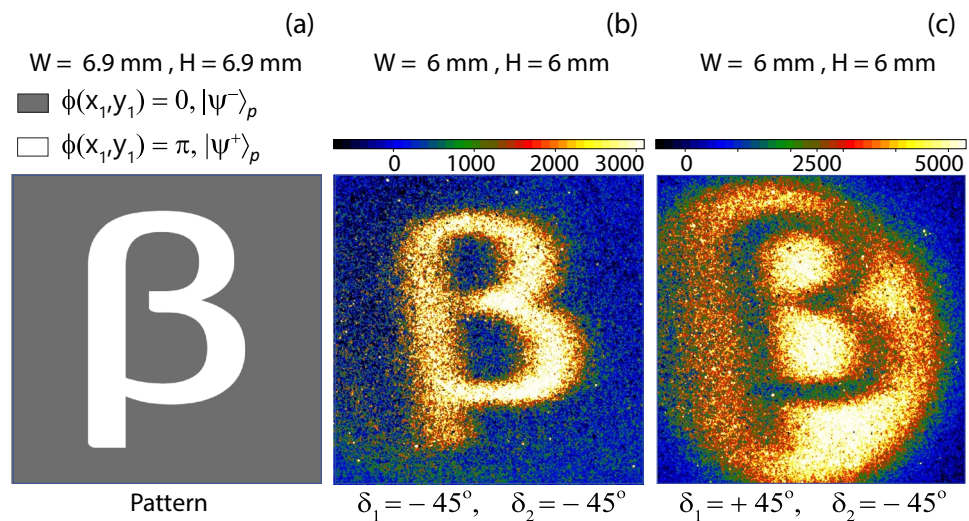 (a)
W = 6.9 mm , H = 6.9 mm
ϕ(x₁,y₁) = 0, |ψ⁻⟩ₚ
ϕ(x₁,y₁) = π, |ψ⁺⟩ₚ
β
Pattern
(b)
W = 6 mm , H = 6 mm
0 1000 2000 3000
β
δ₁ = − 45° , δ₂ = − 45°
(c)
W = 6 mm , H = 6 mm
0 2500 5000
β
δ₁ = + 45° , δ₂ = − 45°